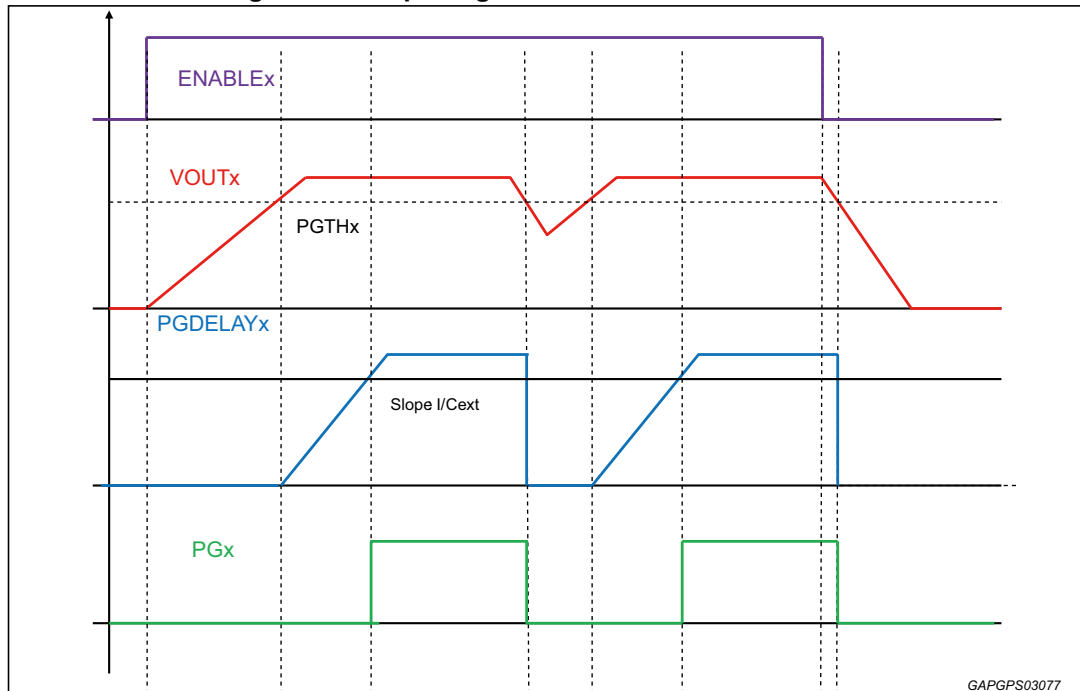 ENABLEx
VOUTx
PGTHx
PGDELAYx
Slope I/Cext
PGx
GAPGPS03077